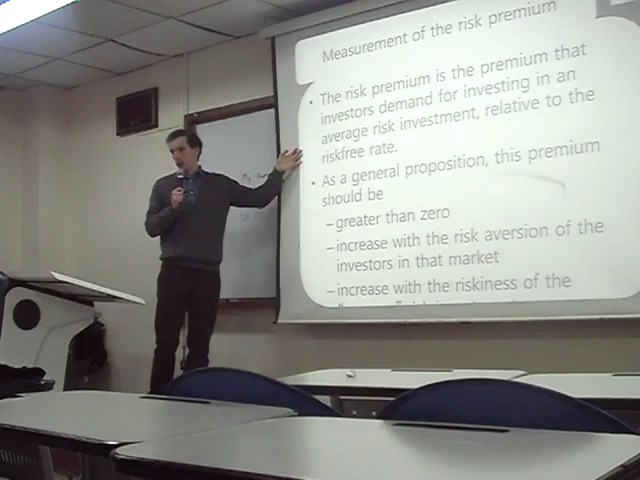 Measurement of the risk premium
• The risk premium is the premium that
investors demand for investing in an
average risk investment, relative to the
riskfree rate.
• As a general proposition, this premium
should be
– greater than zero
– increase with the risk aversion of the
investors in that market
– increase with the riskiness of the